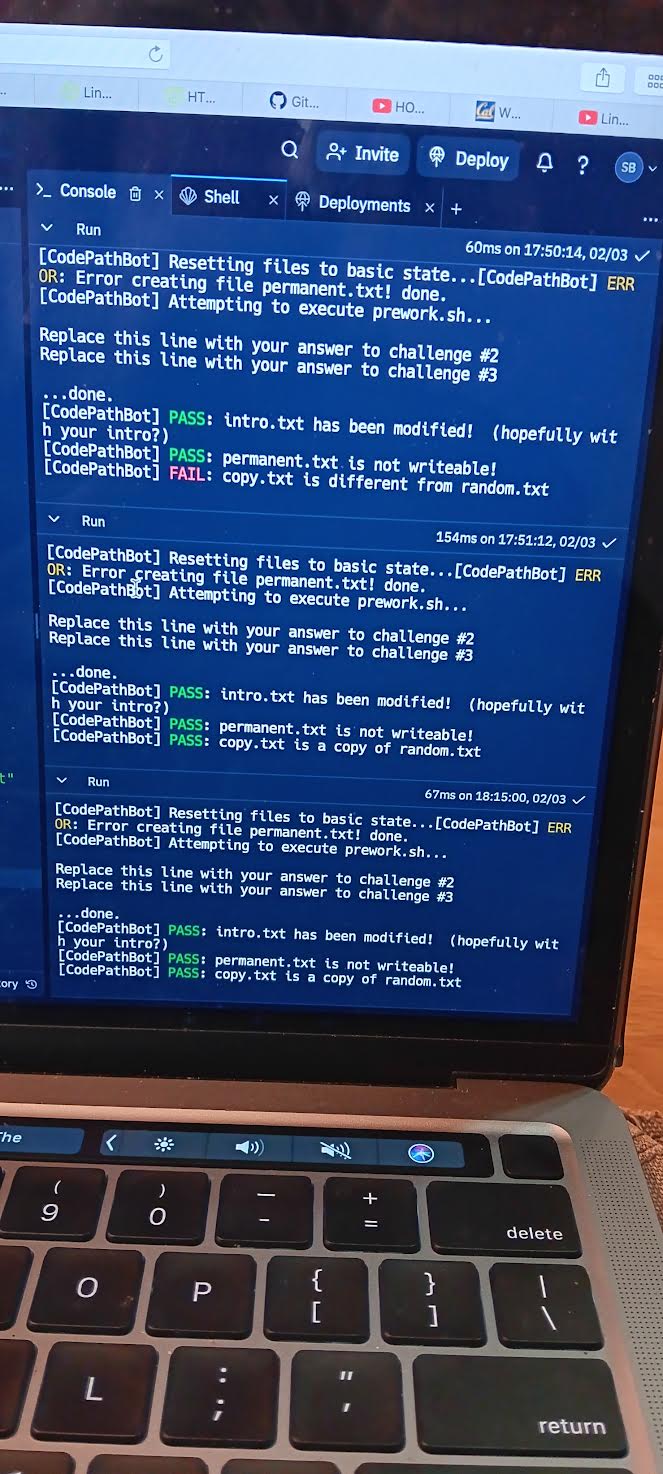 ... Lin... HT... Git... HO... W... Lin...
Invite Deploy ? SB
>_ Console × Shell × Deployments × +
...
Run
60ms on 17:50:14, 02/03
[CodePathBot] Resetting files to basic state...[CodePathBot] ERR
OR: Error creating file permanent.txt! done.
[CodePathBot] Attempting to execute prework.sh...
Replace this line with your answer to challenge #2
Replace this line with your answer to challenge #3
...done.
[CodePathBot] PASS: intro.txt has been modified! (hopefully wit
h your intro?)
[CodePathBot] PASS: permanent.txt is not writeable!
[CodePathBot] FAIL: copy.txt is different from random.txt
Run
154ms on 17:51:12, 02/03
[CodePathBot] Resetting files to basic state...[CodePathBot] ERR
OR: Error creating file permanent.txt! done.
[CodePathBot] Attempting to execute prework.sh...
Replace this line with your answer to challenge #2
Replace this line with your answer to challenge #3
...done.
[CodePathBot] PASS: intro.txt has been modified! (hopefully wit
h your intro?)
[CodePathBot] PASS: permanent.txt is not writeable!
[CodePathBot] PASS: copy.txt is a copy of random.txt
t"
Run
67ms on 18:15:00, 02/03
[CodePathBot] Resetting files to basic state...[CodePathBot] ERR
OR: Error creating file permanent.txt! done.
[CodePathBot] Attempting to execute prework.sh...
Replace this line with your answer to challenge #2
Replace this line with your answer to challenge #3
...done.
[CodePathBot] PASS: intro.txt has been modified! (hopefully wit
h your intro?)
[CodePathBot] PASS: permanent.txt is not writeable!
[CodePathBot] PASS: copy.txt is a copy of random.txt
ory
The
( ) — +
9 0 - = delete
O P { } |
[ ] \
L : "
; ' return